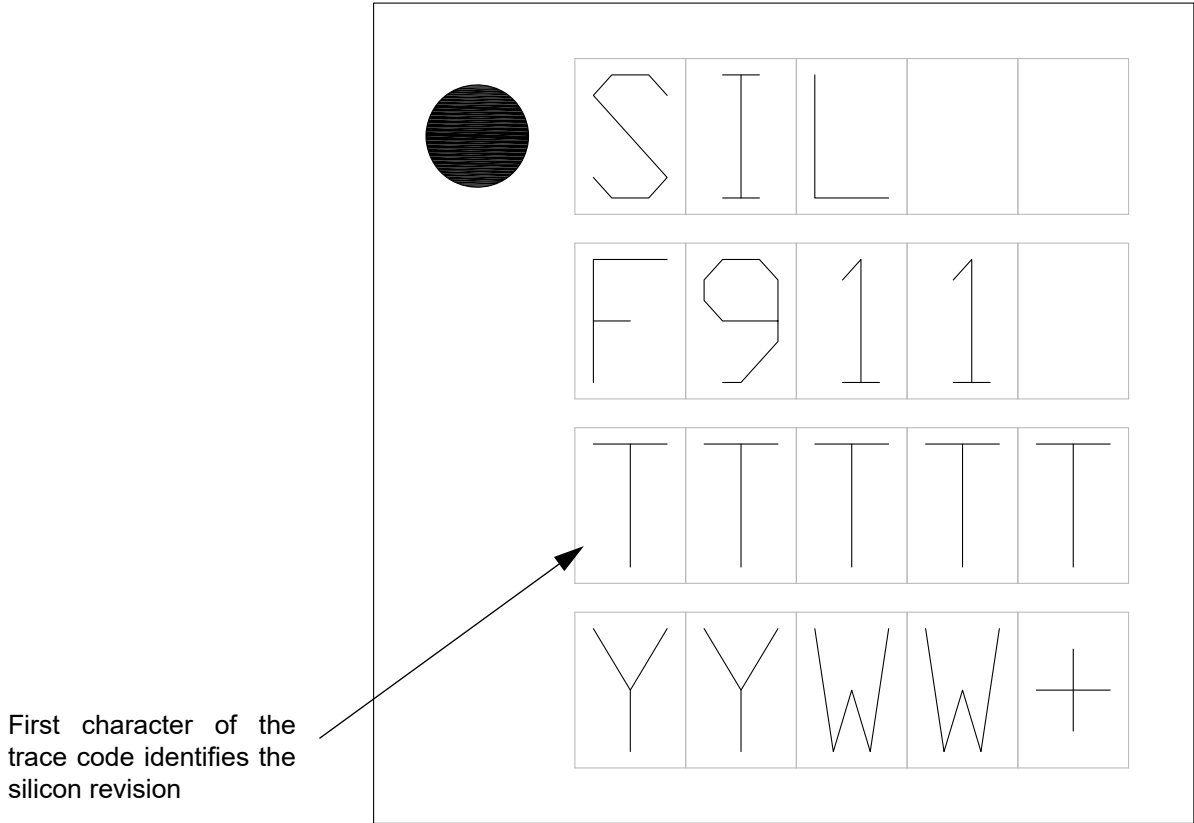 SIL
F911
TTTTT
YYWW+
First character of the
trace code identifies the
silicon revision